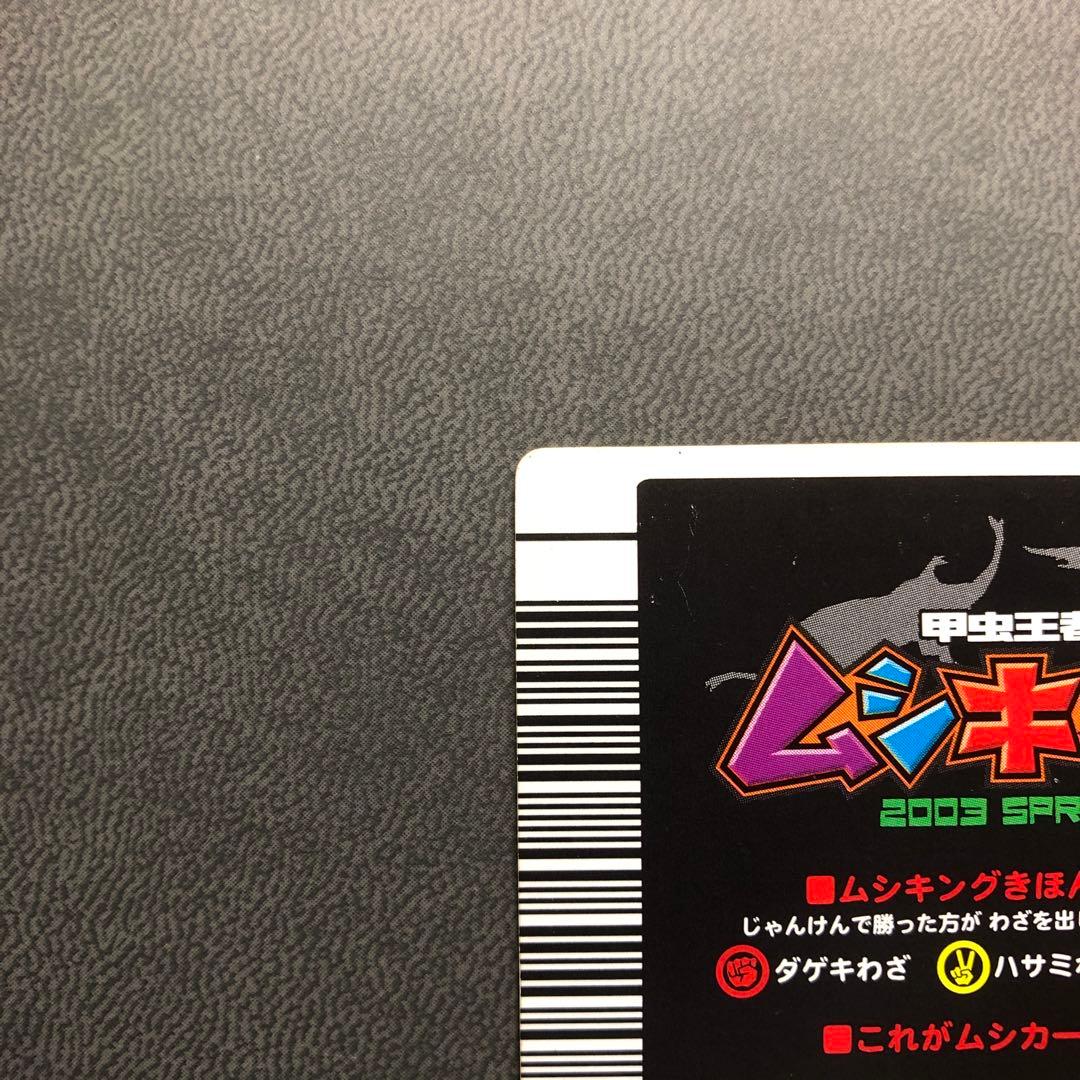 甲虫王者
ムシキ
2003 SPR
■ムシキングきほん
じゃんけんで勝った方が わざを出し
ダゲキわざ ハサミわ
■これがムシカー